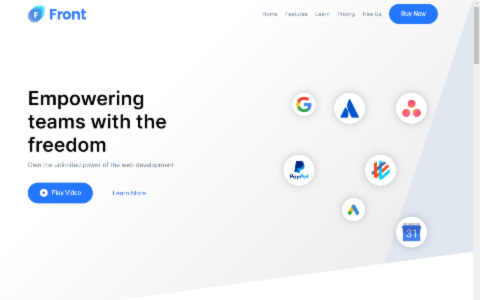 Front
Home Features Learn Pricing Hire Us Buy Now
Empowering
teams with the
freedom
Own the unlimited power of the web development
Play Video
Learn More
PayPal
31